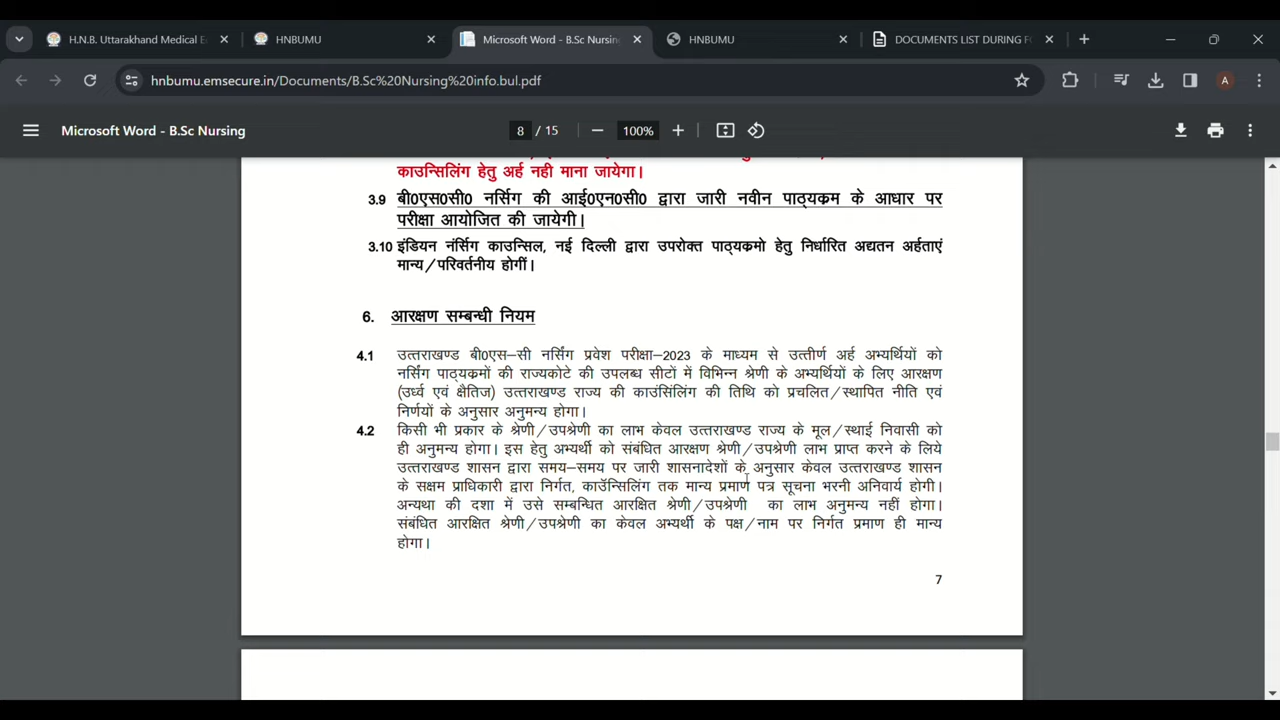 H.N.B. Uttarakhand Medical E
HNBUMU
Microsoft Word - B.Sc Nursin
HNBUMU
DOCUMENTS LIST DURING FO
hnbumu.emsecure.in/Documents/B.Sc%20Nursing%20info.bul.pdf
A
Microsoft Word - B.Sc Nursing
8 / 15
100%
काउन्सिलिंग हेतु अर्ह नही माना जायेगा।
3.9 बी0एस0सी0 नर्सिग की आई0एन0सी0 द्वारा जारी नवीन पाठ्यक्रम के आधार पर
परीक्षा आयोजित की जायेगी।
3.10 इंडियन नंर्सिग काउन्सिल, नई दिल्ली द्वारा उपरोक्त पाठ्यक्रमो हेतु निर्धारित अद्यतन अर्हताएं
मान्य/परिवर्तनीय होगीं।
6. आरक्षण सम्बन्धी नियम
4.1 उत्तराखण्ड बी0एस–सी नर्सिंग प्रवेश परीक्षा–2023 के माध्यम से उत्तीर्ण अर्ह अभ्यर्थियों को
नर्सिंग पाठ्यक्रमों की राज्यकोटे की उपलब्ध सीटों में विभिन्न श्रेणी के अभ्यर्थियों के लिए आरक्षण
(उर्ध्व एवं क्षैतिज) उत्तराखण्ड राज्य की काउंसिंलिंग की तिथि को प्रचलित/स्थापित नीति एवं
निर्णयों के अनुसार अनुमन्य होगा।
4.2 किसी भी प्रकार के श्रेणी/उपश्रेणी का लाभ केवल उत्तराखण्ड राज्य के मूल/स्थाई निवासी को
ही अनुमन्य होगा। इस हेतु अभ्यर्थी को संबंधित आरक्षण श्रेणी/उपश्रेणी लाभ प्राप्त करने के लिये
उत्तराखण्ड शासन द्वारा समय–समय पर जारी शासनादेशों के अनुसार केवल उत्तराखण्ड शासन
के सक्षम प्राधिकारी द्वारा निर्गत, काउॅन्सिलिंग तक मान्य प्रमाण पत्र सूचना भरनी अनिवार्य होगी।
अन्यथा की दशा में उसे सम्बन्धित आरक्षित श्रेणी/उपश्रेणी का लाभ अनुमन्य नहीं होगा।
संबंधित आरक्षित श्रेणी/उपश्रेणी का केवल अभ्यर्थी के पक्ष/नाम पर निर्गत प्रमाण ही मान्य
होगा।
7